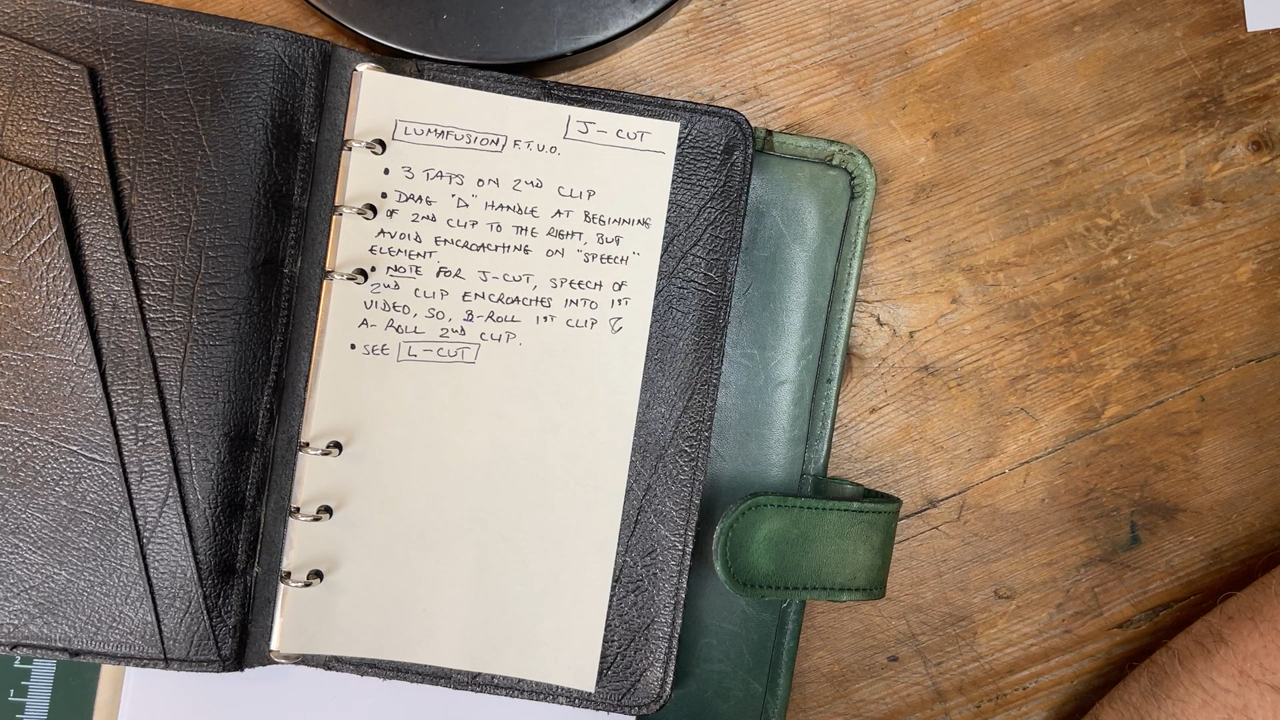 J-CUT
LUMAFUSION F.T.V.O.
• 3 TAPS ON 2ND CLIP
• DRAG "D" HANDLE AT BEGINNING
OF 2ND CLIP TO THE RIGHT, BUT
AVOID ENCROACHING ON "SPEECH"
ELEMENT.
• NOTE FOR J-CUT, SPEECH OF
2ND CLIP ENCROACHES INTO 1ST
VIDEO, SO, B-ROLL 1ST CLIP &
A-ROLL 2ND CLIP.
• SEE L-CUT
1